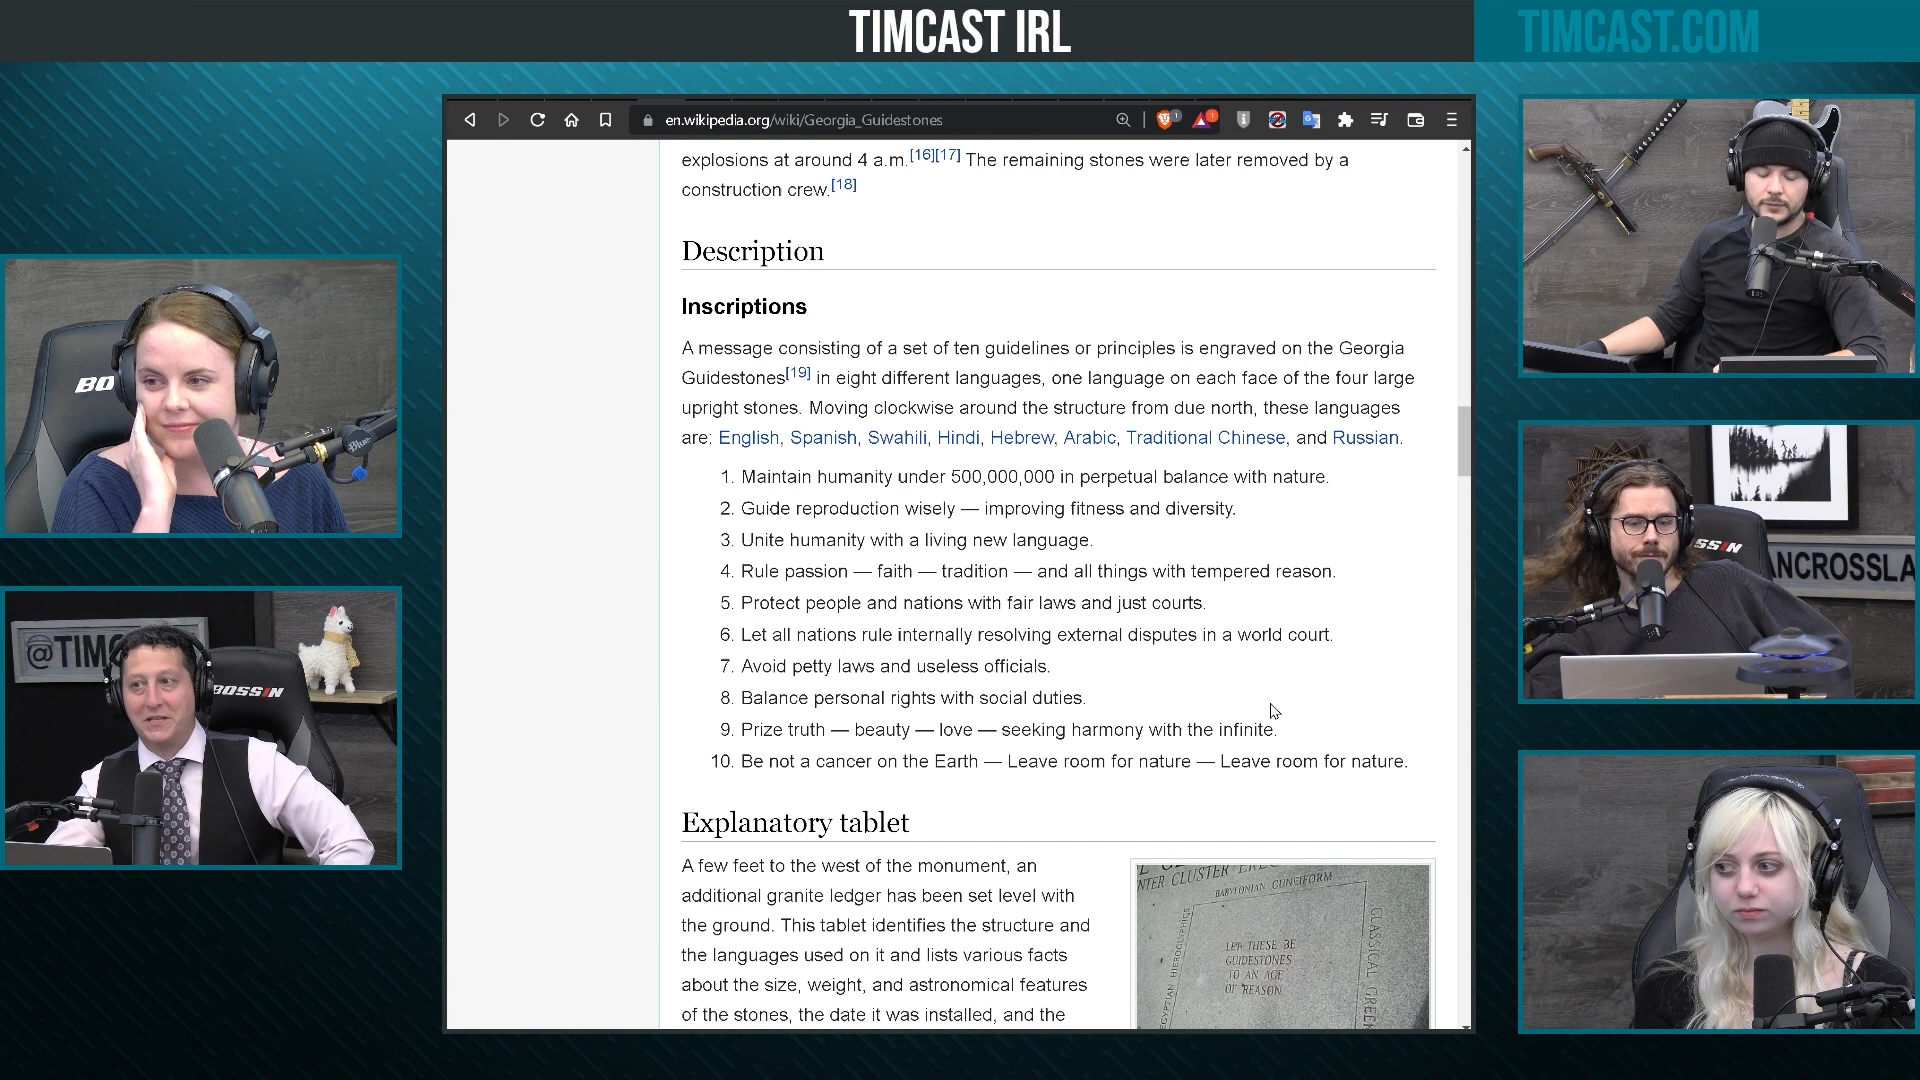 TIMCAST IRL
TIMCAST.COM
en.wikipedia.org/wiki/Georgia_Guidestones
explosions at around 4 a.m.[16][17] The remaining stones were later removed by a
construction crew.[18]
Description
Inscriptions
A message consisting of a set of ten guidelines or principles is engraved on the Georgia
Guidestones[19] in eight different languages, one language on each face of the four large
upright stones. Moving clockwise around the structure from due north, these languages
are: English, Spanish, Swahili, Hindi, Hebrew, Arabic, Traditional Chinese, and Russian.
1. Maintain humanity under 500,000,000 in perpetual balance with nature.
2. Guide reproduction wisely — improving fitness and diversity.
3. Unite humanity with a living new language.
4. Rule passion — faith — tradition — and all things with tempered reason.
5. Protect people and nations with fair laws and just courts.
6. Let all nations rule internally resolving external disputes in a world court.
7. Avoid petty laws and useless officials.
8. Balance personal rights with social duties.
9. Prize truth — beauty — love — seeking harmony with the infinite.
10. Be not a cancer on the Earth — Leave room for nature — Leave room for nature.
Explanatory tablet
A few feet to the west of the monument, an
additional granite ledger has been set level with
the ground. This tablet identifies the structure and
the languages used on it and lists various facts
about the size, weight, and astronomical features
of the stones, the date it was installed, and the
NTER CLUSTER
BABYLONIAN CUNEIFORM
EGYPTIAN HIEROGLYPHICS
CLASSICAL GREEK
LET THESE BE
GUIDESTONES
TO AN AGE
OF REASON
BO
Blue
@TIMC
BOSSIN
SSIN
ANCROSSLA